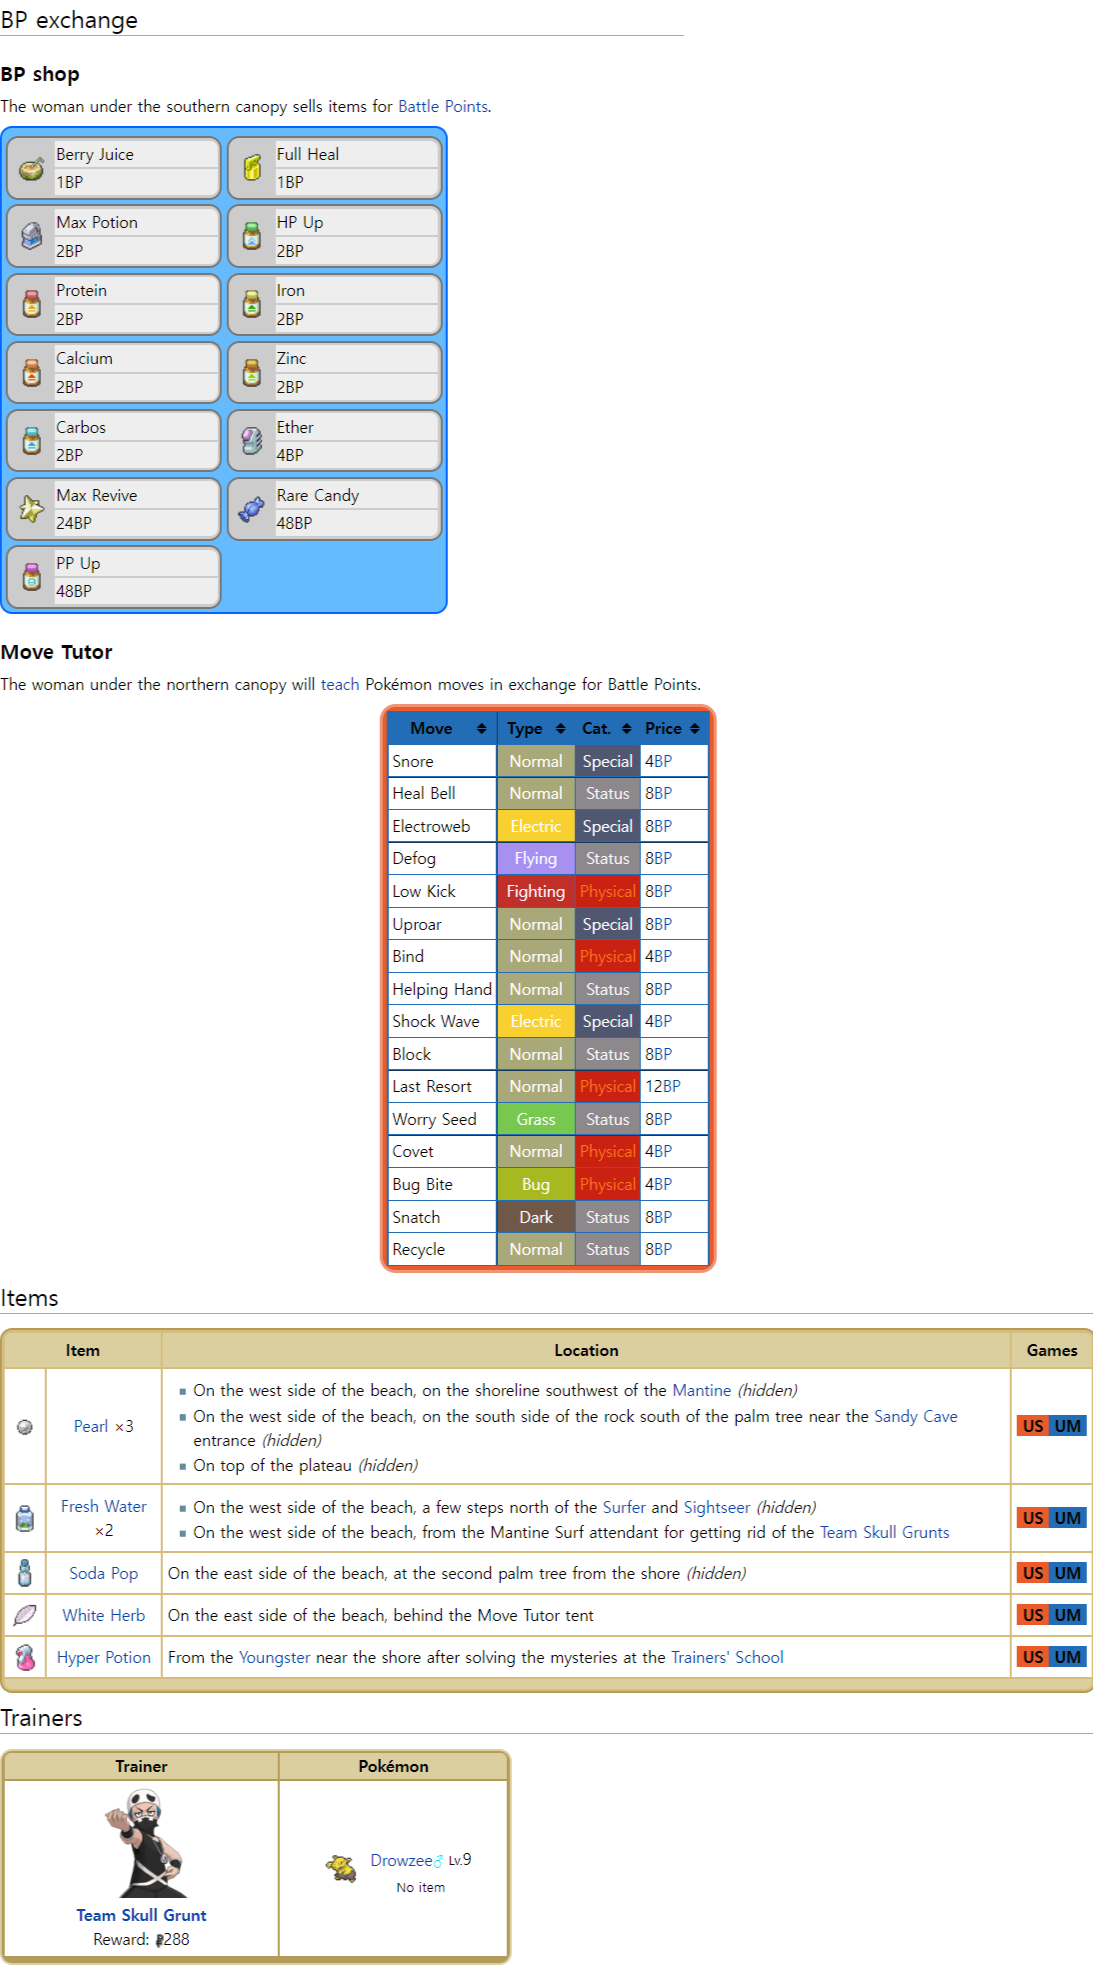 BP exchange
BP shop
The woman under the southern canopy sells items for Battle Points.
Berry Juice
1BP
Full Heal
1BP
Max Potion
2BP
HP Up
2BP
Protein
2BP
Iron
2BP
Calcium
2BP
Zinc
2BP
Carbos
2BP
Ether
4BP
Max Revive
24BP
Rare Candy
48BP
PP Up
48BP
Move Tutor
The woman under the northern canopy will teach Pokémon moves in exchange for Battle Points.
Move Type Cat. Price
Snore Normal Special 4BP
Heal Bell Normal Status 8BP
Electroweb Electric Special 8BP
Defog Flying Status 8BP
Low Kick Fighting Physical 8BP
Uproar Normal Special 8BP
Bind Normal Physical 4BP
Helping Hand Normal Status 8BP
Shock Wave Electric Special 4BP
Block Normal Status 8BP
Last Resort Normal Physical 12BP
Worry Seed Grass Status 8BP
Covet Normal Physical 4BP
Bug Bite Bug Physical 4BP
Snatch Dark Status 8BP
Recycle Normal Status 8BP
Items
Item Location Games
Pearl ×3
On the west side of the beach, on the shoreline southwest of the Mantine (hidden)
On the west side of the beach, on the south side of the rock south of the palm tree near the Sandy Cave
entrance (hidden)
On top of the plateau (hidden)
US UM
Fresh Water
×2
On the west side of the beach, a few steps north of the Surfer and Sightseer (hidden)
On the west side of the beach, from the Mantine Surf attendant for getting rid of the Team Skull Grunts
US UM
Soda Pop On the east side of the beach, at the second palm tree from the shore (hidden) US UM
White Herb On the east side of the beach, behind the Move Tutor tent US UM
Hyper Potion From the Youngster near the shore after solving the mysteries at the Trainers' School US UM
Trainers
Trainer Pokémon
Team Skull Grunt
Reward: 288
Drowzee♂ Lv.9
No item